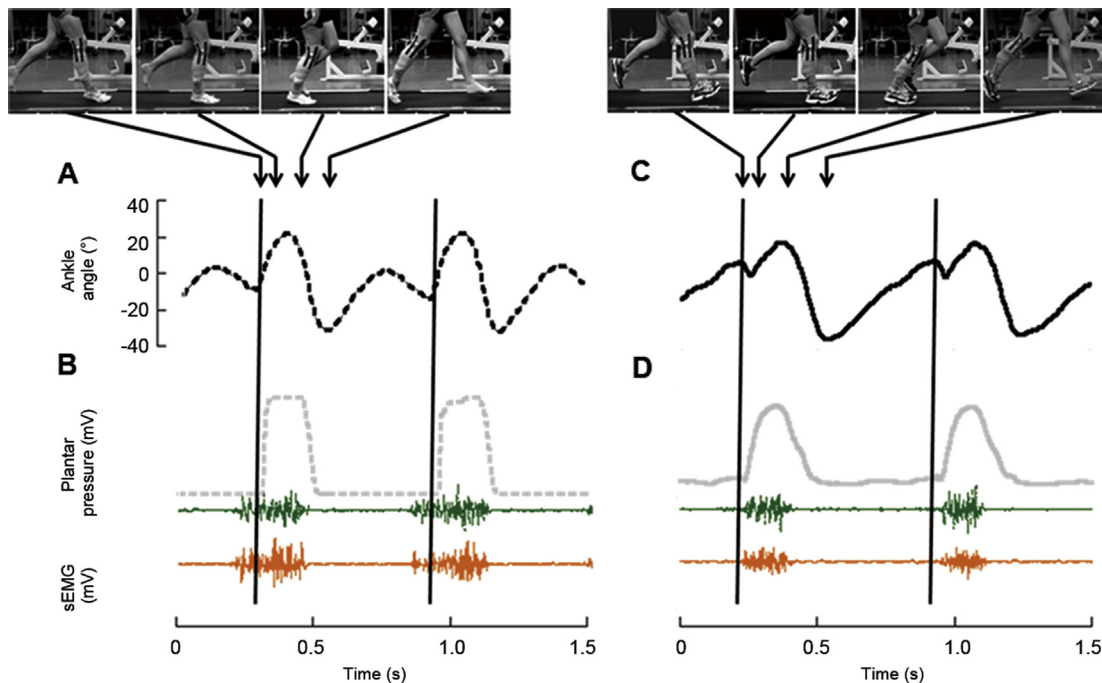 A
C
40
20
0
-20
-40
Ankle
angle (°)
B
D
Plantar
pressure (mV)
sEMG
(mV)
0
0.5
1.0
1.5
0
0.5
1.0
1.5
Time (s)
Time (s)